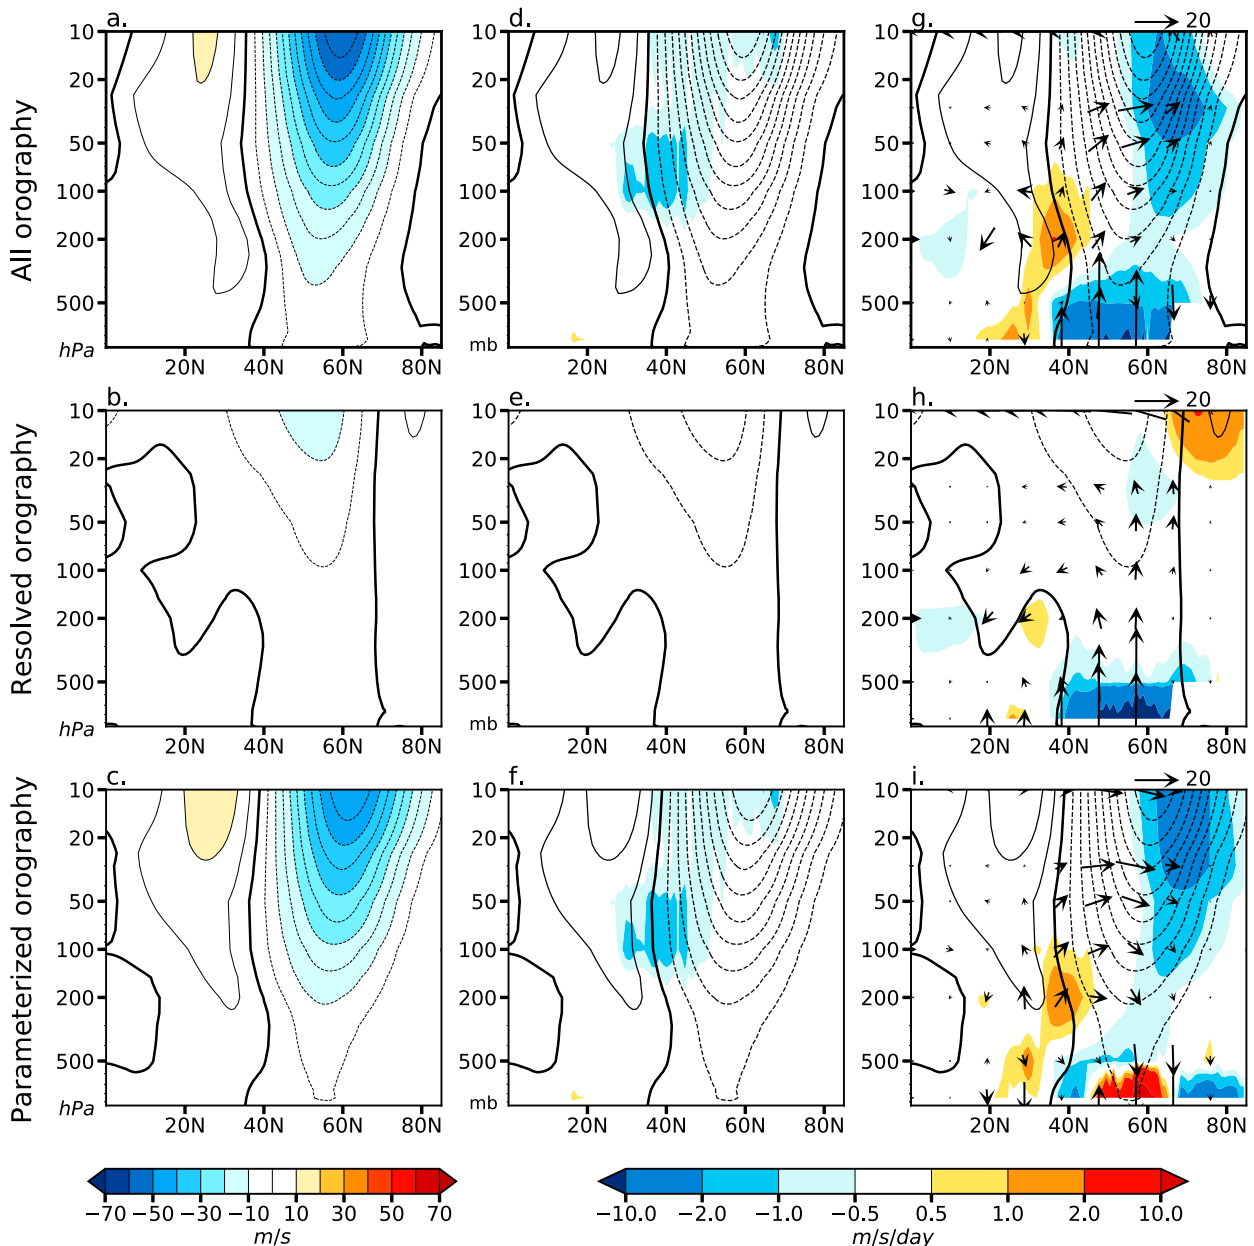 a. d. g. 20
All orography
10 10 10
20 20 20
50 50 50
100 100 100
200 200 200
500 500 500
hPa mb
20N 40N 60N 80N 20N 40N 60N 80N 20N 40N 60N 80N
b. e. h. 20
Resolved orography
10 10 10
20 20 20
50 50 50
100 100 100
200 200 200
500 500 500
hPa mb
20N 40N 60N 80N 20N 40N 60N 80N 20N 40N 60N 80N
c. f. i. 20
Parameterized orography
10 10 10
20 20 20
50 50 50
100 100 100
200 200 200
500 500 500
hPa mb
20N 40N 60N 80N 20N 40N 60N 80N 20N 40N 60N 80N
−70 −50 −30 −10 10 30 50 70
m/s
−10.0 −2.0 −1.0 −0.5 0.5 1.0 2.0 10.0
m/s/day